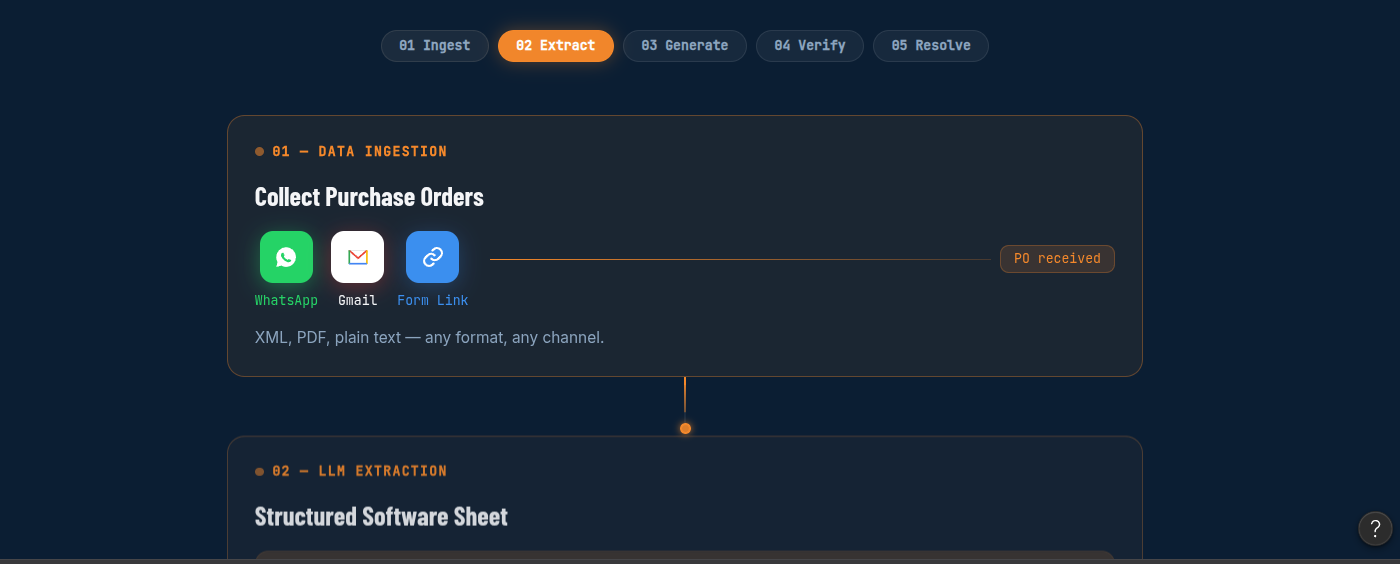 01 Ingest
02 Extract
03 Generate
04 Verify
05 Resolve
01 — DATA INGESTION
Collect Purchase Orders
PO received
WhatsApp
Gmail
Form Link
XML, PDF, plain text — any format, any channel.
02 — LLM EXTRACTION
Structured Software Sheet
?